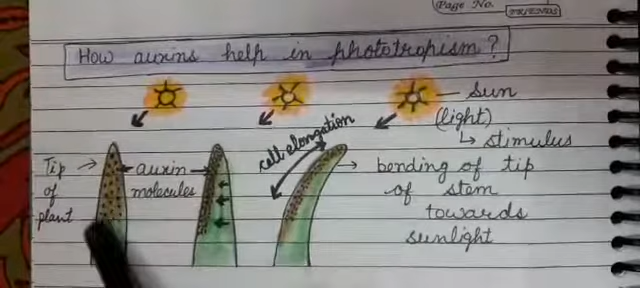 Page No.
FRIENDS
How auxins help in phototropism?
Sun
(light)
stimulus
cell elongation
Tip
of
plant
auxin
molecules
bending of tip
of stem
towards
sunlight